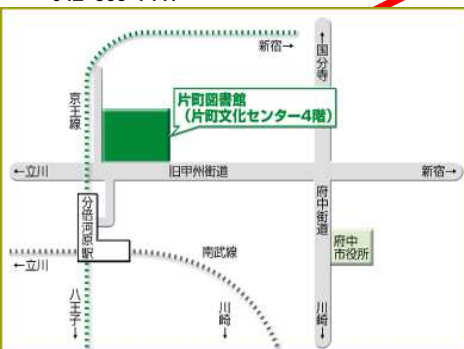 新宿→
↑国分寺
京王線
片町図書館
(片町文化センター4階)
←立川
旧甲州街道
新宿→
分倍河原駅
府中街道
府中
市役所
南武線
←立川
八王子↓
川崎↓
川崎↓